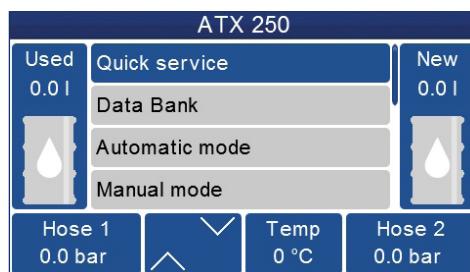 ATX 250
Used
0.0 l
Quick service
Data Bank
Automatic mode
Manual mode
New
0.0 l
Hose 1
0.0 bar
Temp
0 °C
Hose 2
0.0 bar